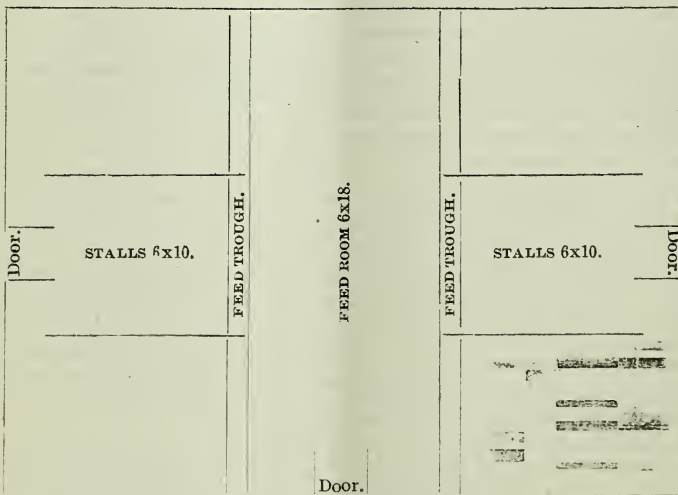 Door.
STALLS 6x10.
FEED TROUGH.
FEED ROOM 6x18.
FEED TROUGH.
STALLS 6x10.
Door.
Door.